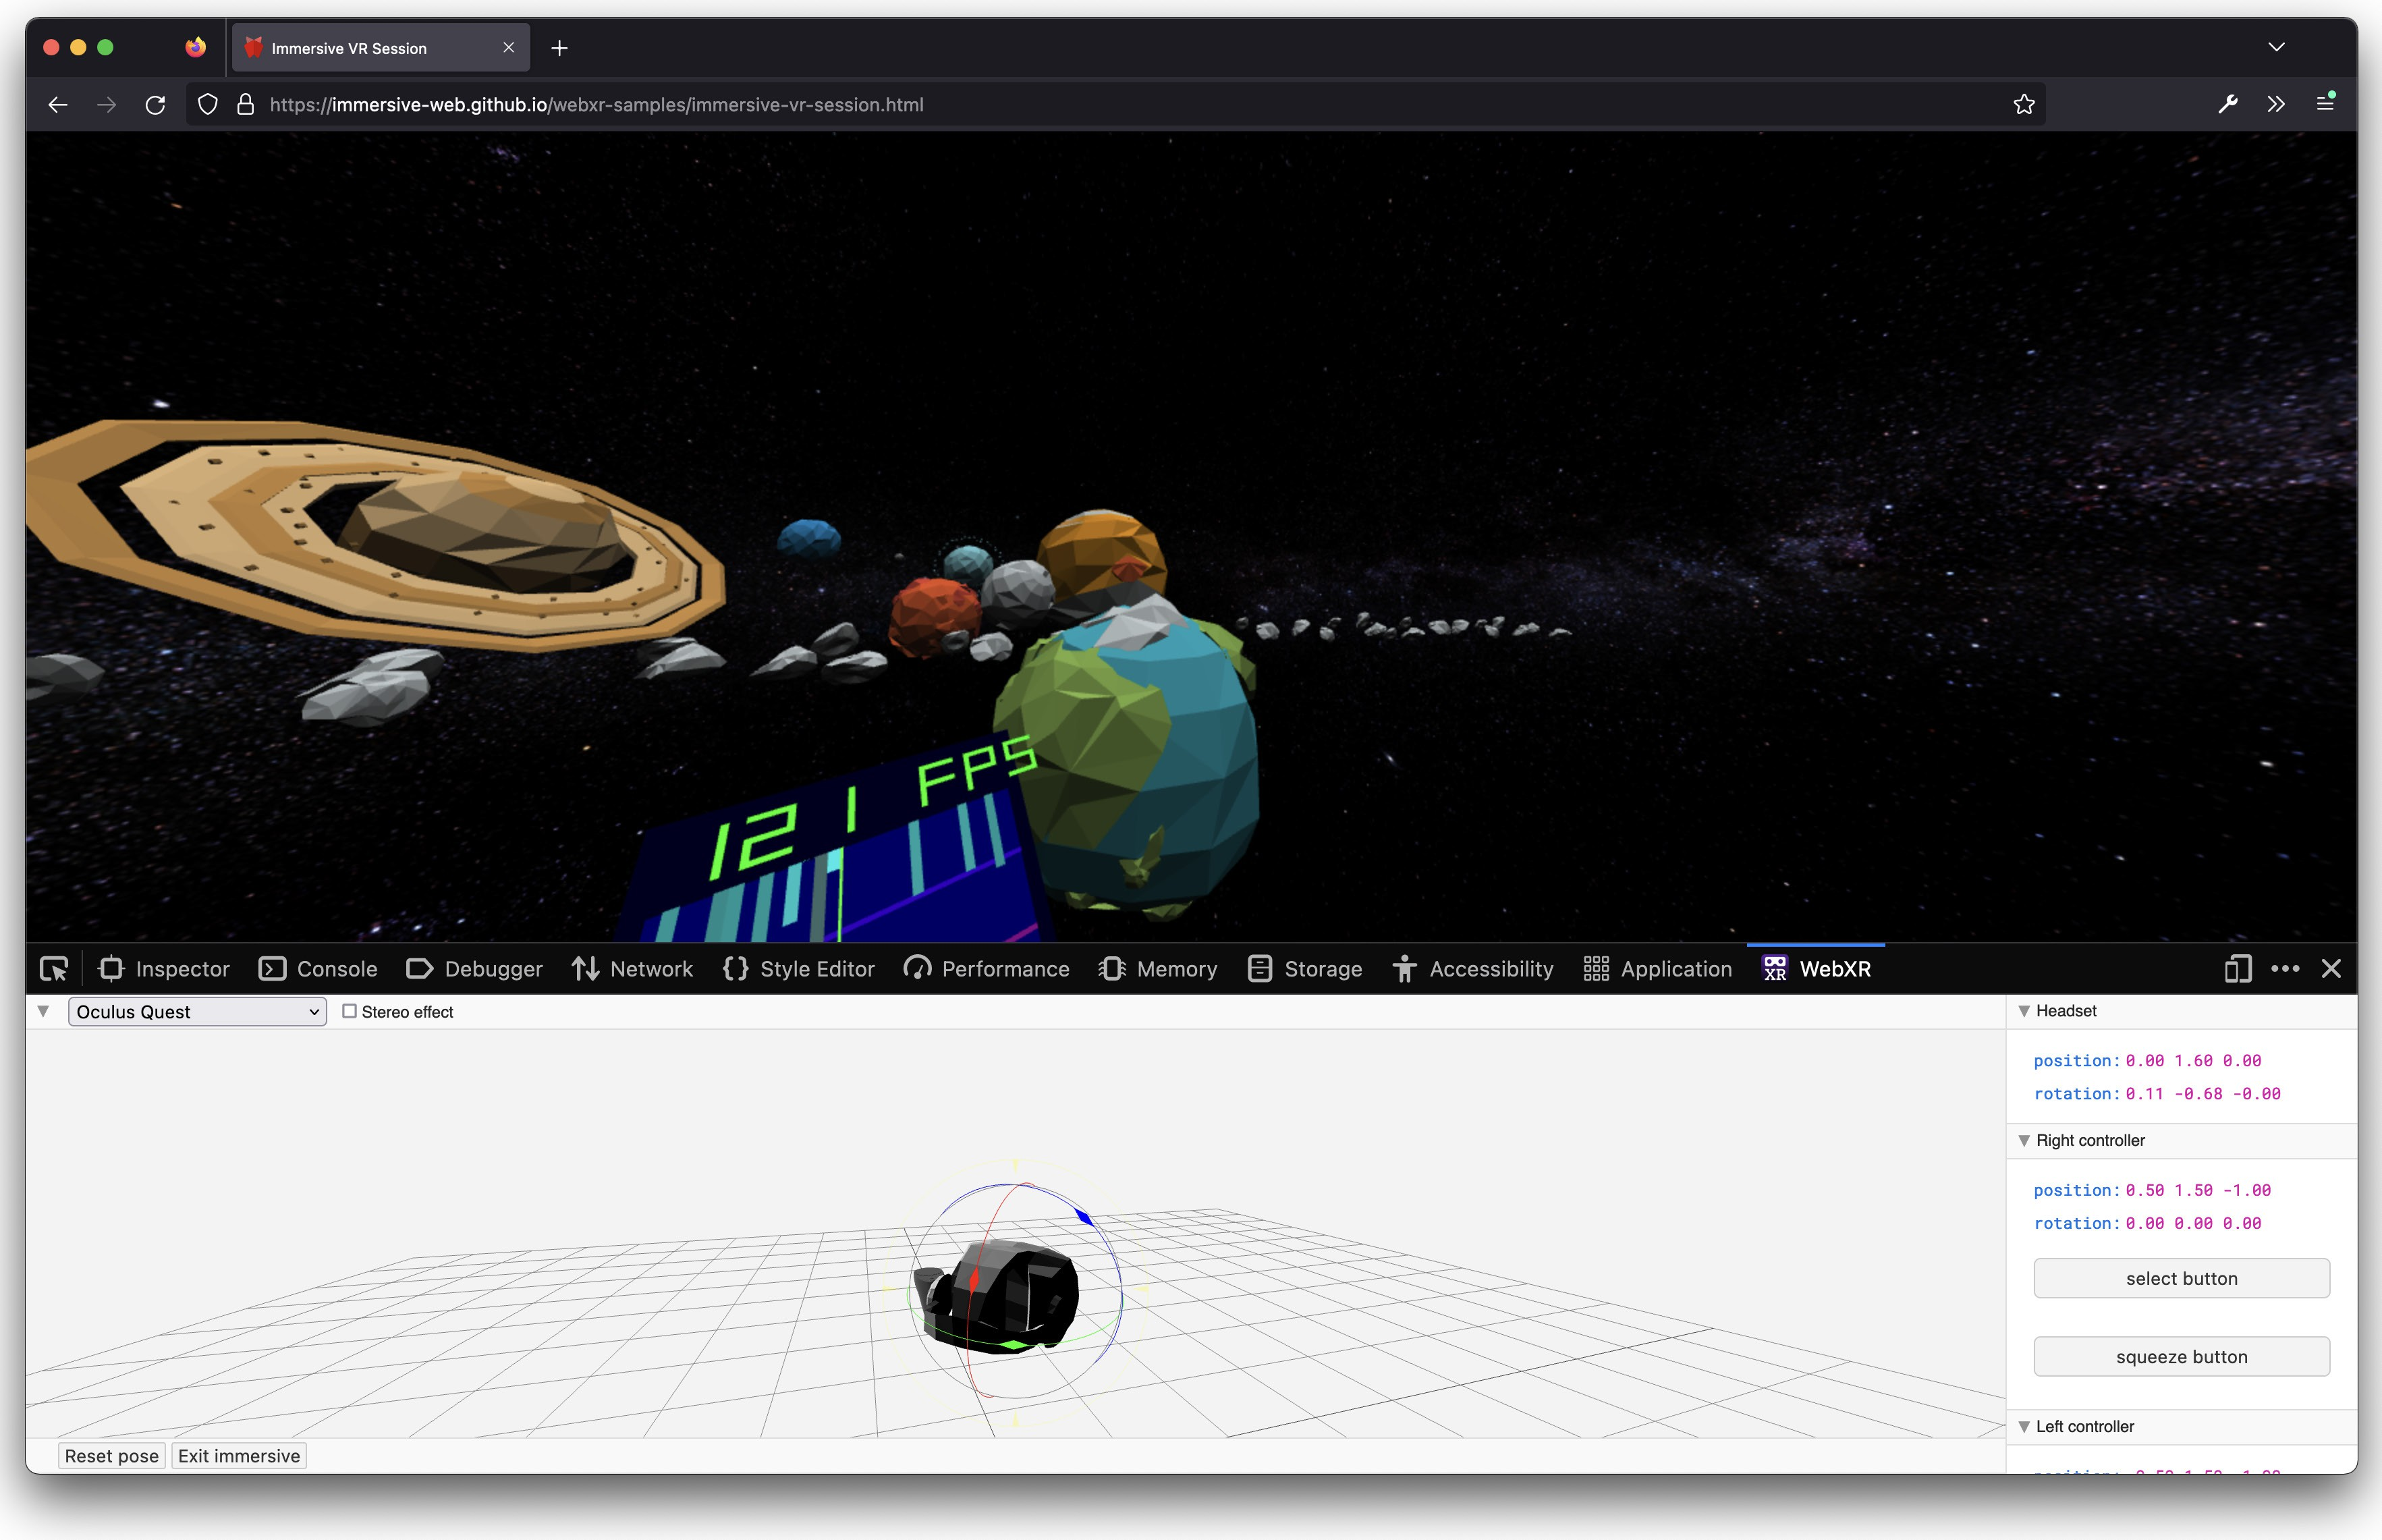 Immersive VR Session
https://immersive-web.github.io/webxr-samples/immersive-vr-session.html
121 FPS
Inspector Console Debugger Network Style Editor Performance Memory Storage Accessibility Application XR WebXR
Oculus Quest Stereo effect
Headset
position: 0.00 1.60 0.00
rotation: 0.11 -0.68 -0.00
Right controller
position: 0.50 1.50 -1.00
rotation: 0.00 0.00 0.00
select button
squeeze button
Left controller
Reset pose Exit immersive